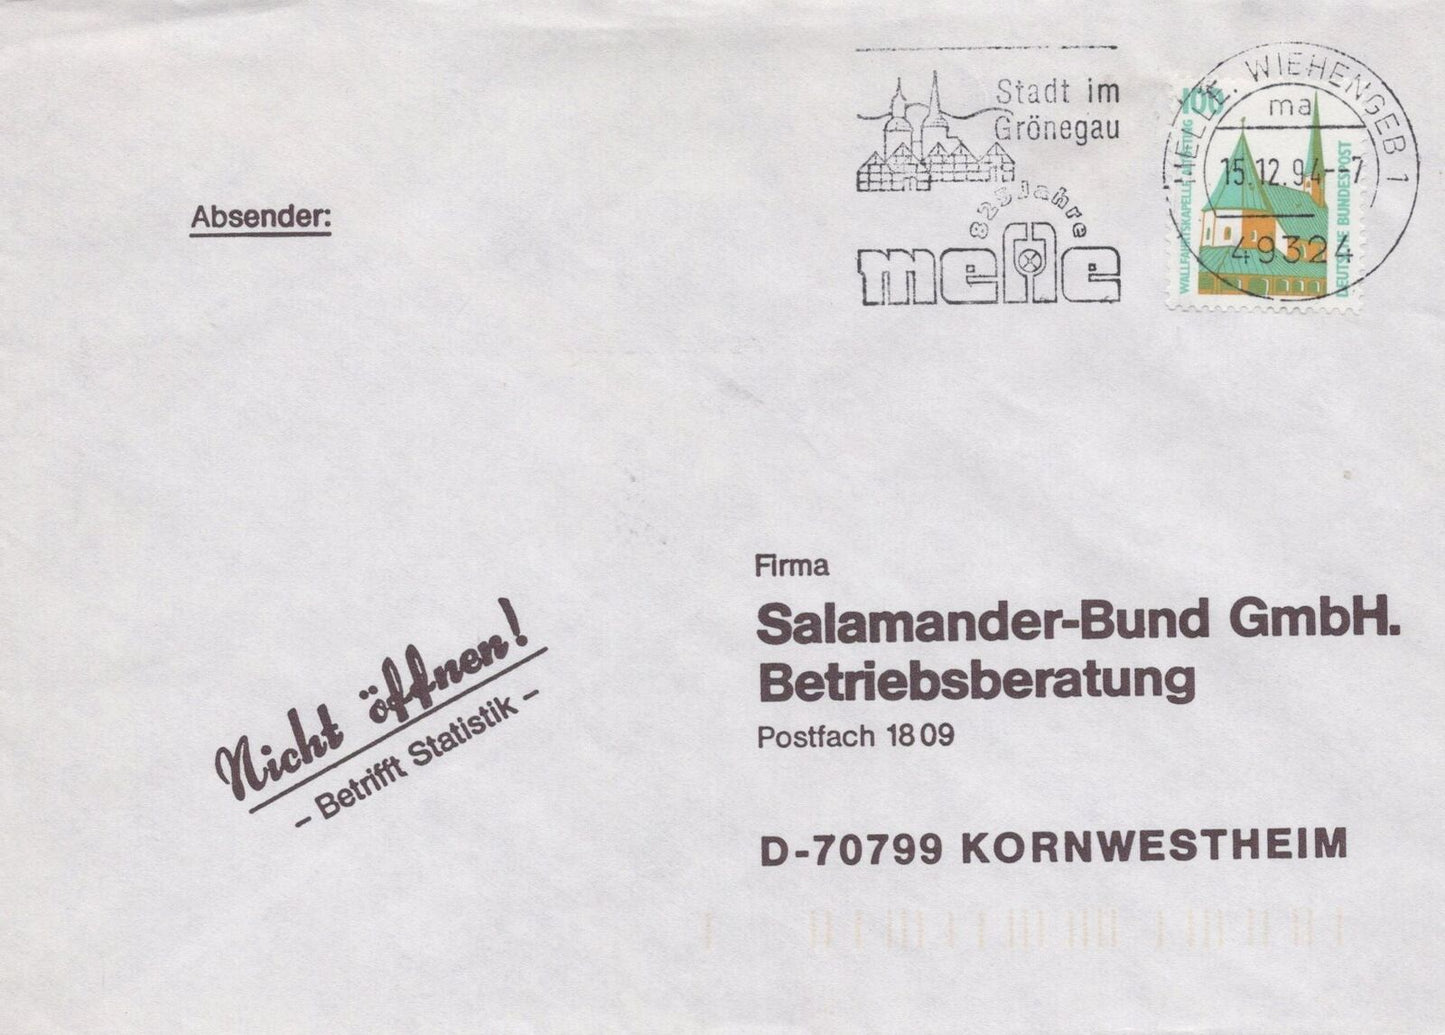 Stadt im
Grönegau
825 Jahre
melle
MELLE. WIEHENGEB 1
ma
15.12.94--7
49324
100
WALLFAHRTSKAPELLE ALTÖTTING
DEUTSCHE BUNDESPOST
Absender:
Nicht öffnen!
- Betrifft Statistik -
Firma
Salamander-Bund GmbH.
Betriebsberatung
Postfach 18 09
D-70799 KORNWESTHEIM